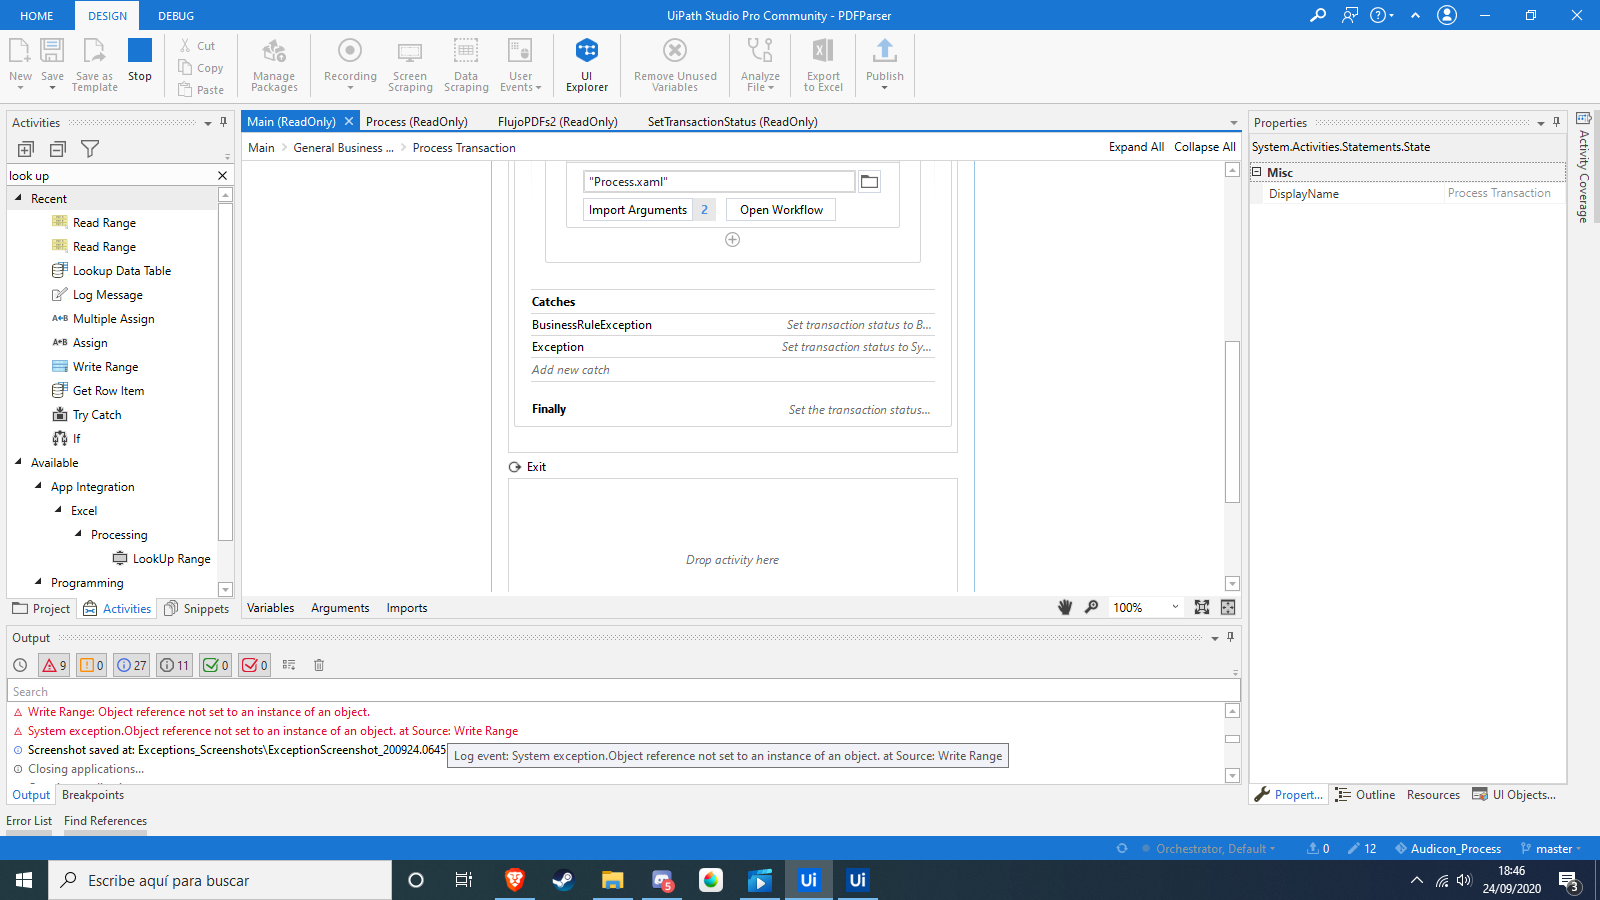 HOME DESIGN DEBUG UiPath Studio Pro Community - PDFParser
New Save Save as Template Stop Cut Copy Paste Manage Packages Recording Screen Scraping Data Scraping User Events UI Explorer Remove Unused Variables Analyze File Export to Excel Publish
Activities
look up
Recent
Read Range
Read Range
Lookup Data Table
Log Message
Multiple Assign
Assign
Write Range
Get Row Item
Try Catch
If
Available
App Integration
Excel
Processing
LookUp Range
Programming
Project Activities Snippets
Main (ReadOnly) Process (ReadOnly) FlujoPDFs2 (ReadOnly) SetTransactionStatus (ReadOnly)
Main General Business ... Process Transaction Expand All Collapse All
"Process.xaml"
Import Arguments 2 Open Workflow
Catches
BusinessRuleException Set transaction status to B...
Exception Set transaction status to Sy...
Add new catch
Finally Set the transaction status...
Exit
Drop activity here
Variables Arguments Imports 100%
Properties
System.Activities.Statements.State
Misc
DisplayName Process Transaction
Activity Coverage
Output
9 0 27 11 0 0
Search
Write Range: Object reference not set to an instance of an object.
System exception.Object reference not set to an instance of an object. at Source: Write Range
Screenshot saved at: Exceptions_Screenshots\ExceptionScreenshot_200924.0645
Log event: System exception.Object reference not set to an instance of an object. at Source: Write Range
Closing applications...
Output Breakpoints
Propert... Outline Resources UI Objects...
Error List Find References
Orchestrator, Default 0 12 Audicon_Process master
Escribe aquí para buscar
5
Ui Ui
18:46
24/09/2020
3